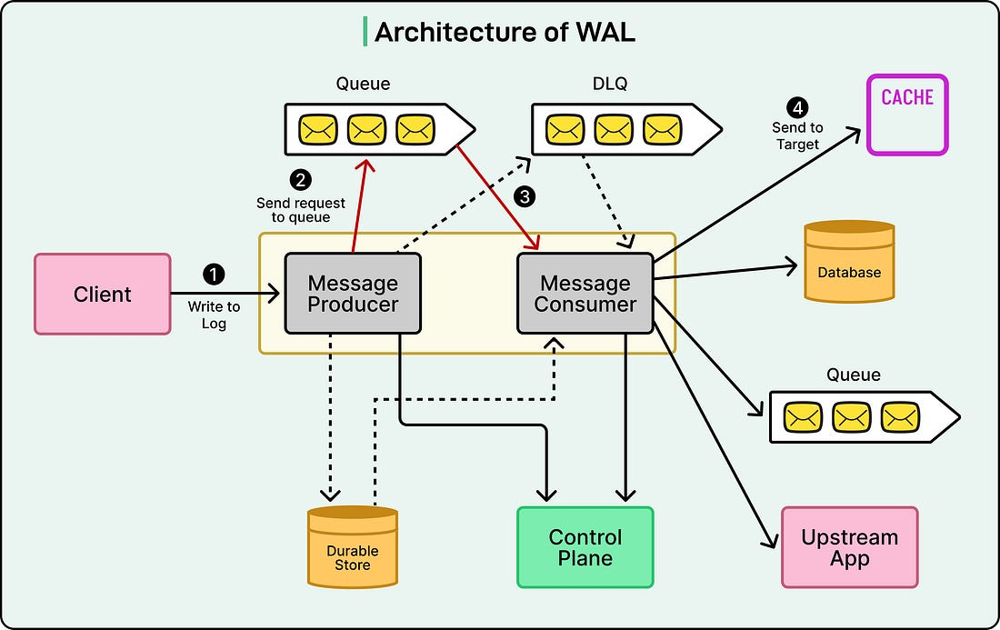 Architecture of WAL
Queue
DLQ
CACHE
4
Send to
Target
2
Send request
to queue
3
Client
1
Write to
Log
Message
Producer
Message
Consumer
Database
Queue
Durable
Store
Control
Plane
Upstream
App